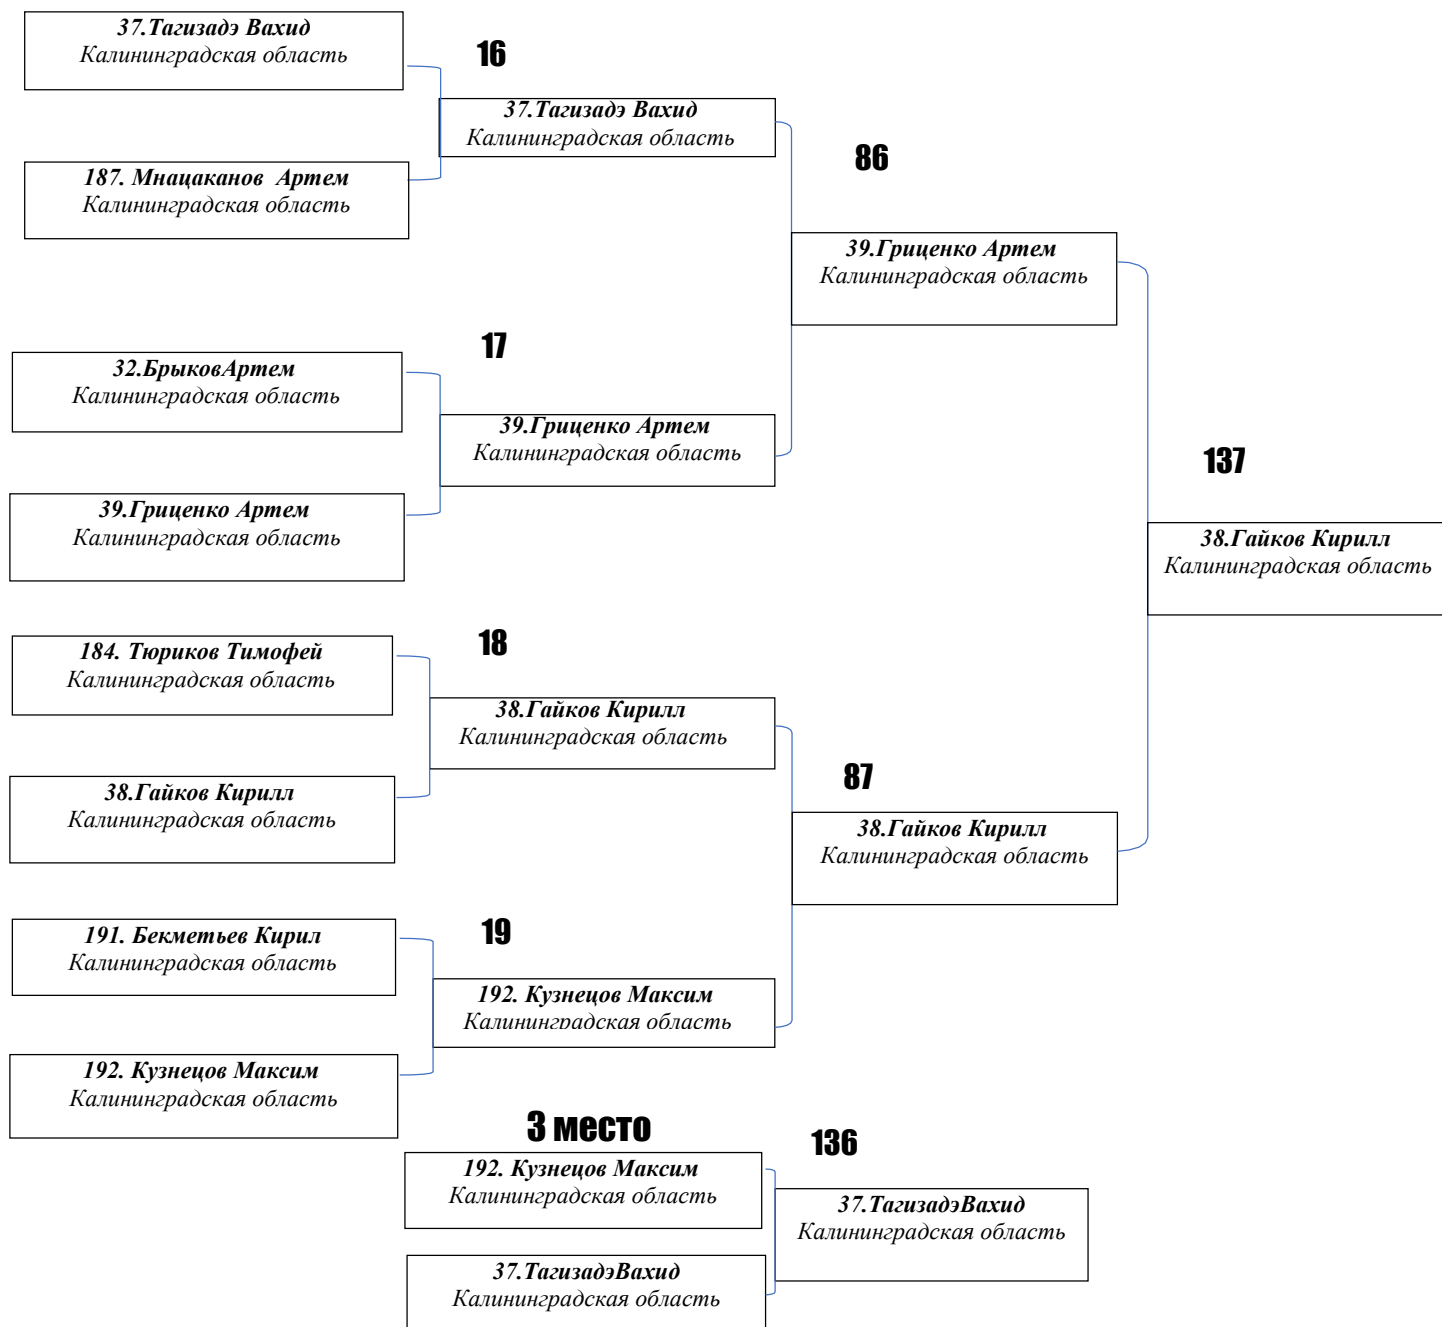 37.Тагизадэ Вахид
Калининградская область
16
37.Тагизадэ Вахид
Калининградская область
187. Мнацаканов Артем
Калининградская область
86
39.Гриценко Артем
Калининградская область
17
32.БрыковАртем
Калининградская область
39.Гриценко Артем
Калининградская область
39.Гриценко Артем
Калининградская область
137
38.Гайков Кирилл
Калининградская область
184. Тюриков Тимофей
Калининградская область
18
38.Гайков Кирилл
Калининградская область
38.Гайков Кирилл
Калининградская область
87
38.Гайков Кирилл
Калининградская область
191. Бекметьев Кирил
Калининградская область
19
192. Кузнецов Максим
Калининградская область
192. Кузнецов Максим
Калининградская область
3 место
136
192. Кузнецов Максим
Калининградская область
37.ТагизадэВахид
Калининградская область
37.ТагизадэВахид
Калининградская область